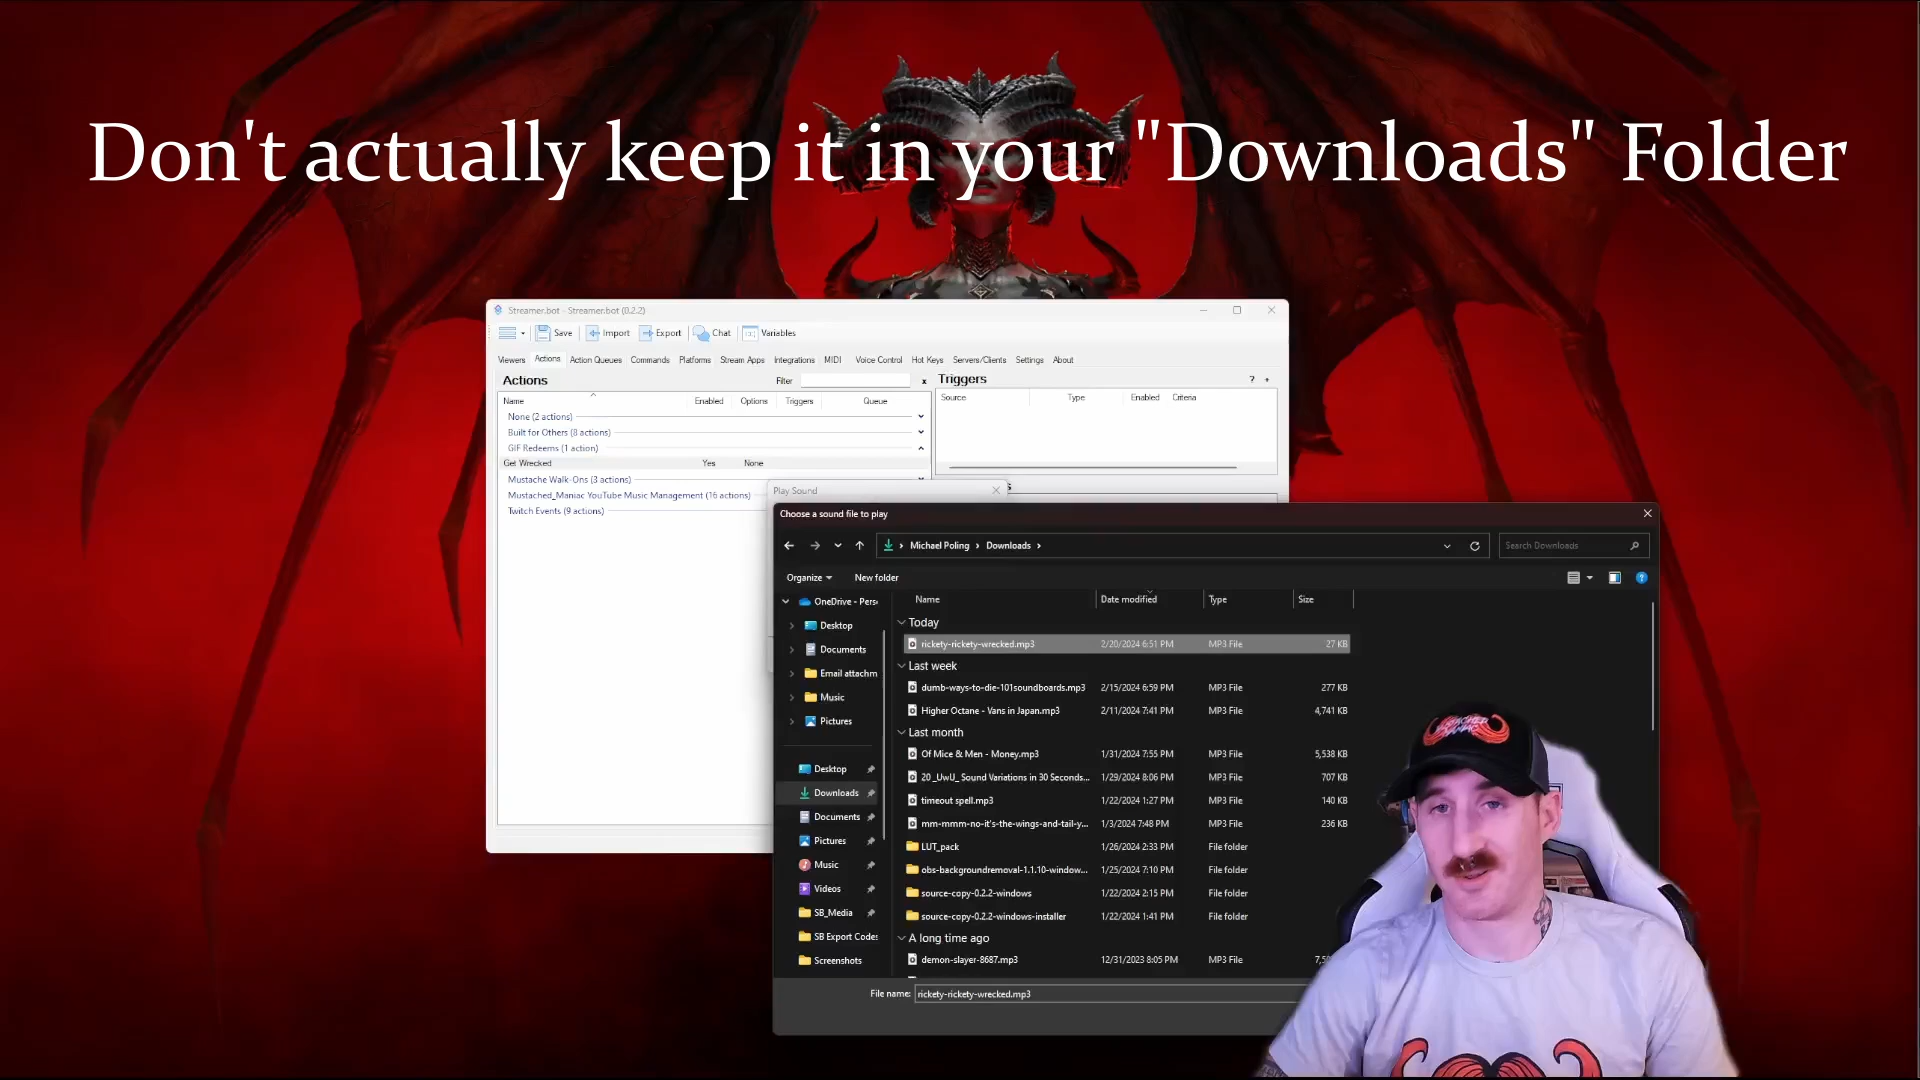 Don't actually keep it in your "Downloads" Folder
Streamer.bot - Streamer.bot (0.2.2)
Save Import Export Chat Variables
Viewers Actions Action Queues Commands Platforms Stream Apps Integrations MIDI Voice Control Hot Keys Servers/Clients Settings About
Actions Filter x Triggers ? +
Name Enabled Options Triggers Queue
Source Type Enabled Criteria
None (2 actions)
Built for Others (8 actions)
GIF Redeems (1 action)
Get Wrecked Yes None
Mustache Walk-Ons (3 actions)
Mustached_Maniac YouTube Music Management (16 actions)
Twitch Events (9 actions)
Play Sound
Choose a sound file to play
Michael Poling > Downloads >
Search Downloads
Organize New folder
OneDrive - Pers
Desktop
Documents
Email attachm
Music
Pictures
Desktop
Downloads
Documents
Pictures
Music
Videos
SB_Media
SB Export Codes
Screenshots
Name Date modified Type Size
Today
rickety-rickety-wrecked.mp3 2/20/2024 6:51 PM MP3 File 27 KB
Last week
dumb-ways-to-die-101soundboards.mp3 2/15/2024 6:59 PM MP3 File 277 KB
Higher Octane - Vans in Japan.mp3 2/11/2024 7:41 PM MP3 File 4,741 KB
Last month
Of Mice & Men - Money.mp3 1/31/2024 7:55 PM MP3 File 5,538 KB
20_UwU_ Sound Variations in 30 Seconds... 1/29/2024 8:06 PM MP3 File 707 KB
timeout spell.mp3 1/22/2024 1:27 PM MP3 File 140 KB
mm-mmm-no-it's-the-wings-and-tail-y... 1/3/2024 7:48 PM MP3 File 236 KB
LUT_pack 1/26/2024 2:33 PM File folder
obs-backgroundremoval-1.1.10-window... 1/25/2024 7:10 PM File folder
source-copy-0.2.2-windows 1/22/2024 2:15 PM File folder
source-copy-0.2.2-windows-installer 1/22/2024 1:41 PM File folder
A long time ago
demon-slayer-8687.mp3 12/31/2023 8:05 PM MP3 File
File name: rickety-rickety-wrecked.mp3